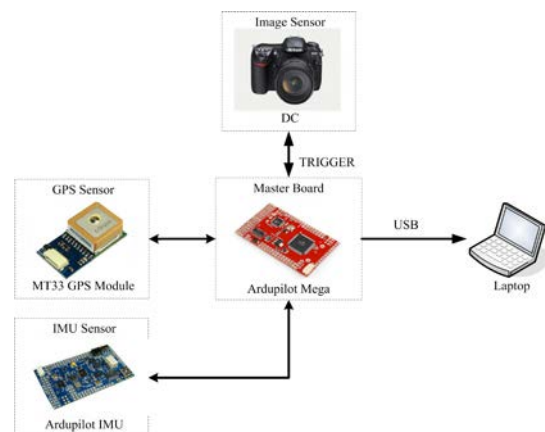 Image Sensor
DC
TRIGGER
GPS Sensor
MT33 GPS Module
Master Board
Ardupilot Mega
USB
Laptop
IMU Sensor
Ardupilot IMU